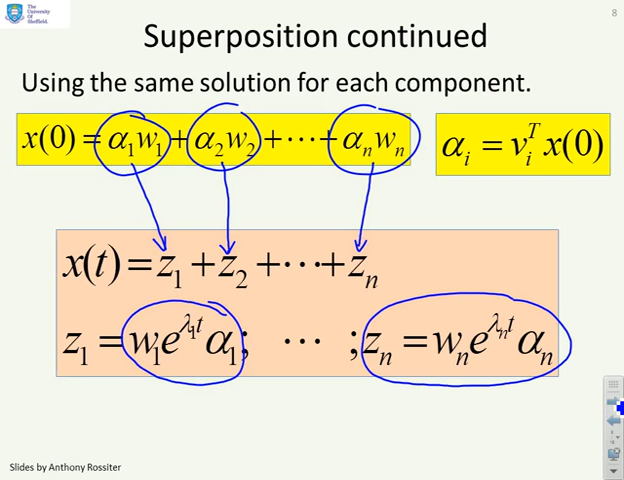 The
University
Of
Sheffield.
8
Superposition continued
Using the same solution for each component.
x(0) = α₁w₁ + α₂w₂ + ⋯ + αₙwₙ
αᵢ = vᵢᵀx(0)
x(t) = z₁ + z₂ + ⋯ + zₙ
z₁ = w₁e^{λ₁t}α₁; ⋯ ; zₙ = wₙe^{λₙt}αₙ
Slides by Anthony Rossiter